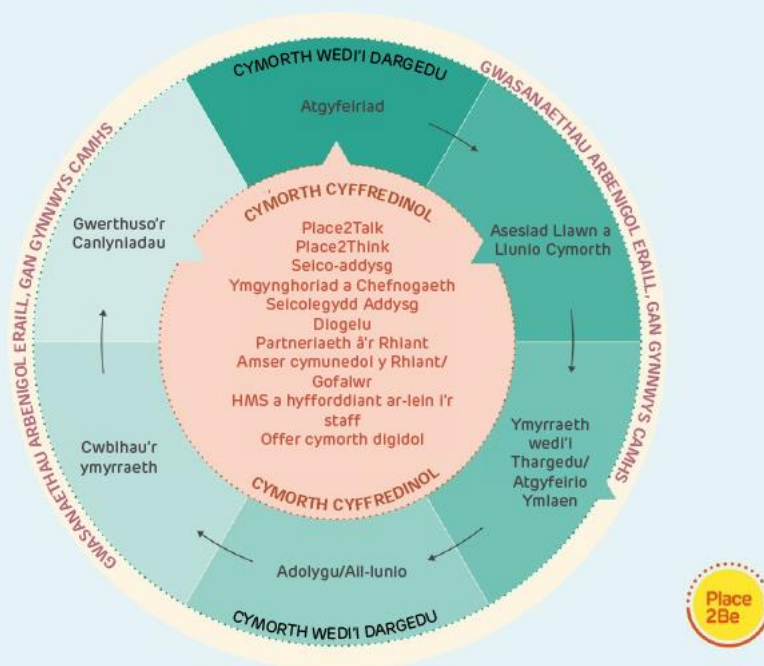 CYMORTH WEDI'I DARGEDU
Atgyfeiriad
GWASANAETHAU ARBENIGOL ERAILL, GAN GYNNWYS CAMHS
Asesiad Llawn a
Llunio Cymorth
Ymyrraeth
wedi'i
Thargedu/
Atgyfeirio
Ymlaen
Adolygu/Ail-lunio
CYMORTH WEDI'I DARGEDU
Cwblhau'r
ymyrraeth
Gwerthuso'r
Canlyniadau
GWASANAETHAU ARBENIGOL ERAILL, GAN GYNNWYS CAMHS
CYMORTH CYFFREDINOL
Place2Talk
Place2Think
Seico-addysg
Ymgynghoriad a Chefnogaeth
Seicolegydd Addysg
Diogelu
Partneriaeth â'r Rhiant
Amser cymunedol y Rhiant/
Gofalwr
HMS a hyfforddiant ar-lein i'r
staff
Offer cymorth digidol
CYMORTH CYFFREDINOL
Place
2Be